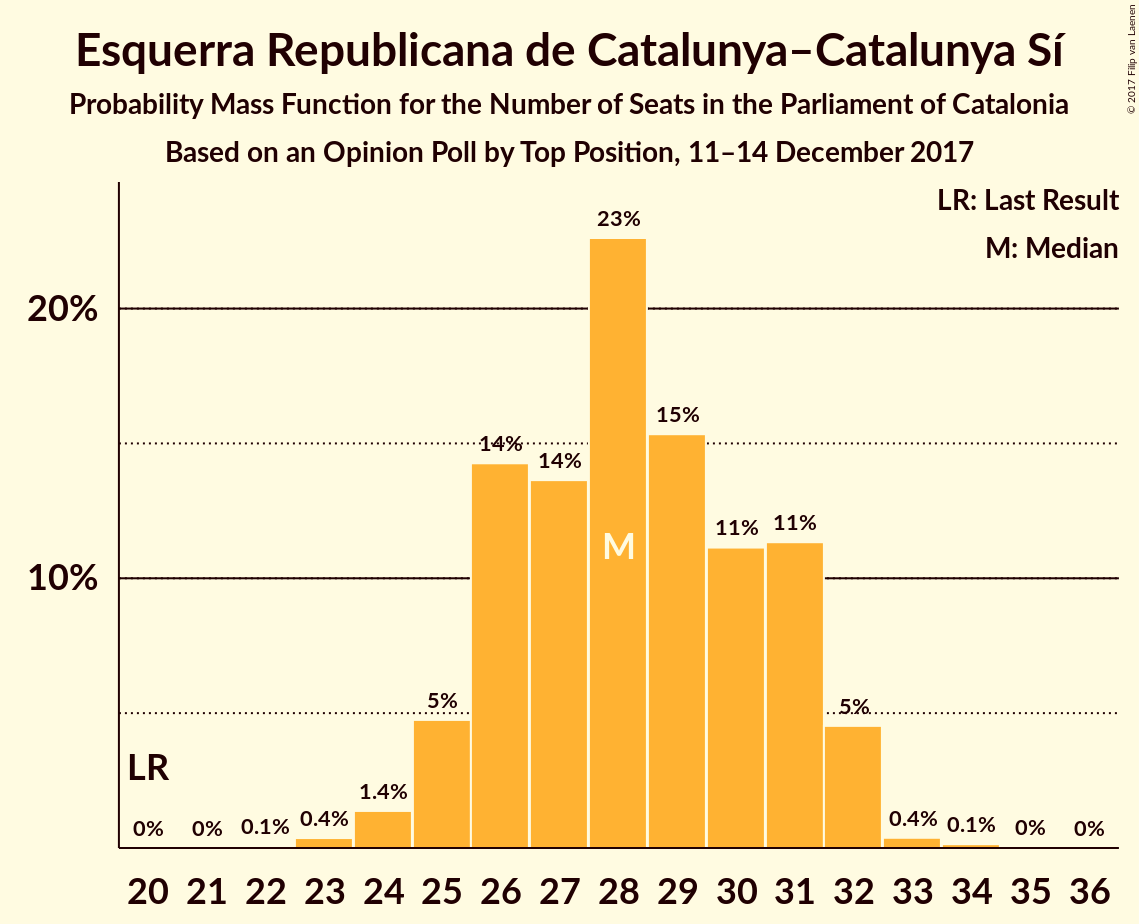 Esquerra Republicana de Catalunya–Catalunya Sí
Probability Mass Function for the Number of Seats in the Parliament of Catalonia
Based on an Opinion Poll by Top Position, 11–14 December 2017
© 2017 Filip van Laenen
LR: Last Result
M: Median
23%
20%
15%
14%
14%
11%
11%
M
10%
5%
5%
LR
1.4%
0%
0%
0.1%
0.4%
0.4%
0.1%
0%
0%
20 21 22 23 24 25 26 27 28 29 30 31 32 33 34 35 36